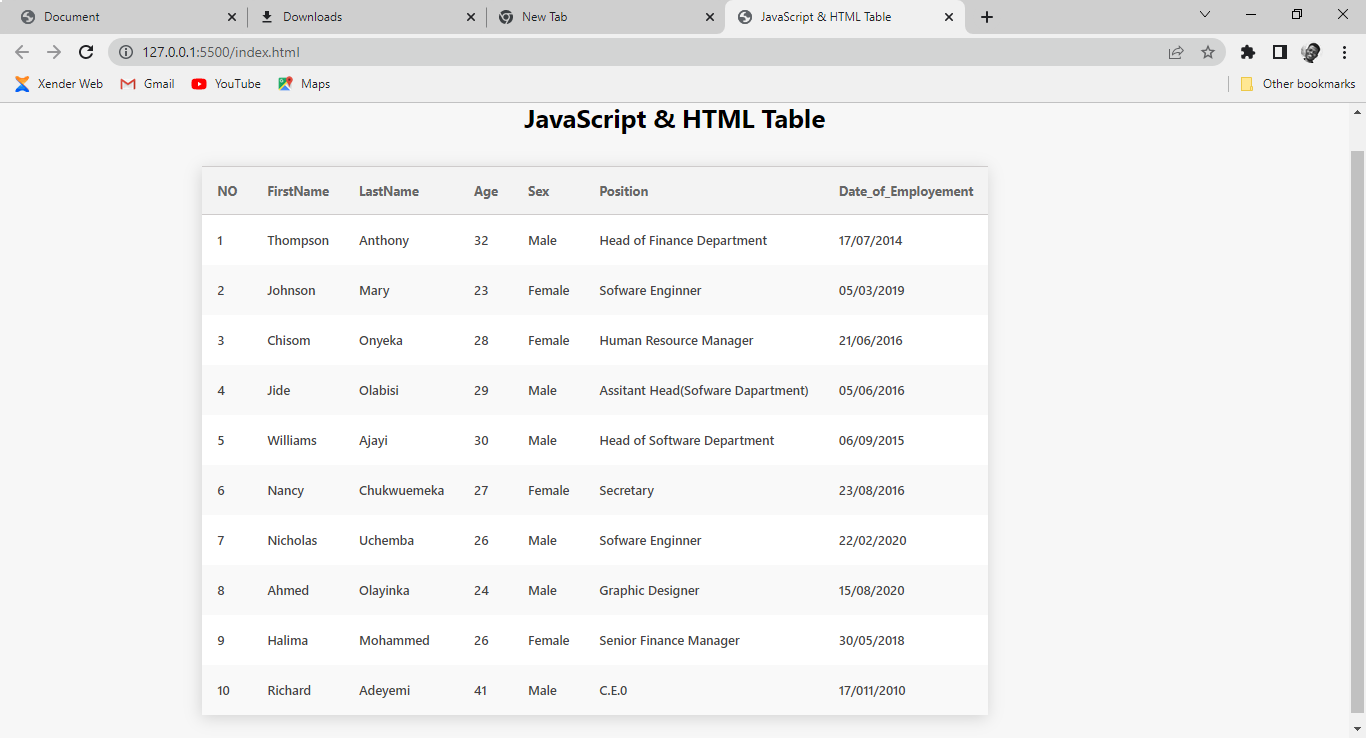 Document Downloads New Tab JavaScript & HTML Table
127.0.0.1:5500/index.html
Xender Web Gmail YouTube Maps Other bookmarks
JavaScript & HTML Table
NO FirstName LastName Age Sex Position Date_of_Employement
1 Thompson Anthony 32 Male Head of Finance Department 17/07/2014
2 Johnson Mary 23 Female Sofware Enginner 05/03/2019
3 Chisom Onyeka 28 Female Human Resource Manager 21/06/2016
4 Jide Olabisi 29 Male Assitant Head(Sofware Dapartment) 05/06/2016
5 Williams Ajayi 30 Male Head of Software Department 06/09/2015
6 Nancy Chukwuemeka 27 Female Secretary 23/08/2016
7 Nicholas Uchemba 26 Male Sofware Enginner 22/02/2020
8 Ahmed Olayinka 24 Male Graphic Designer 15/08/2020
9 Halima Mohammed 26 Female Senior Finance Manager 30/05/2018
10 Richard Adeyemi 41 Male C.E.0 17/011/2010